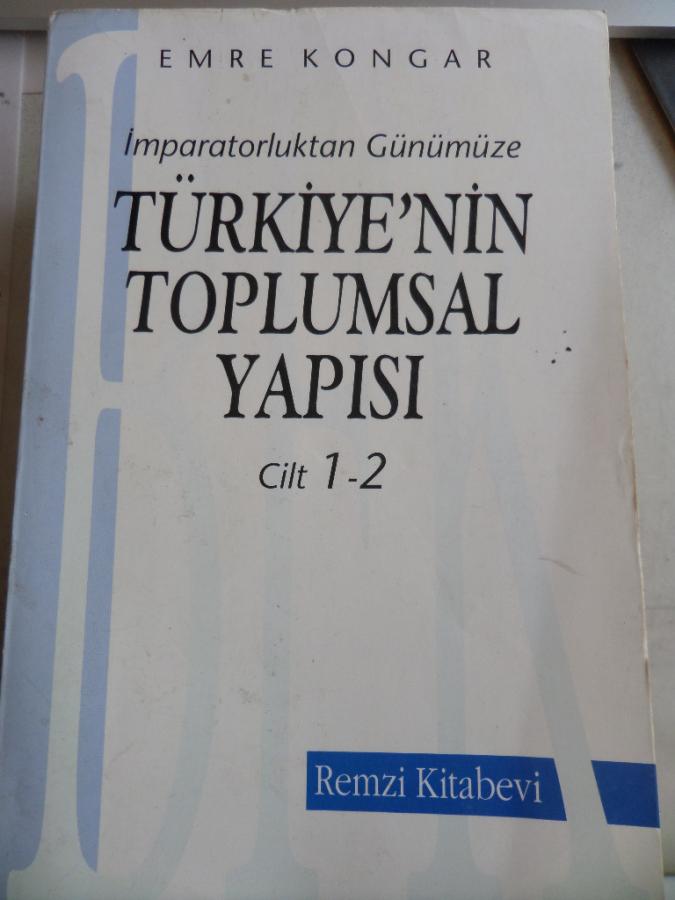 EMRE KONGAR
İmparatorluktan Günümüze
TÜRKİYE'NİN
TOPLUMSAL
YAPISI
Cilt 1-2
Remzi Kitabevi